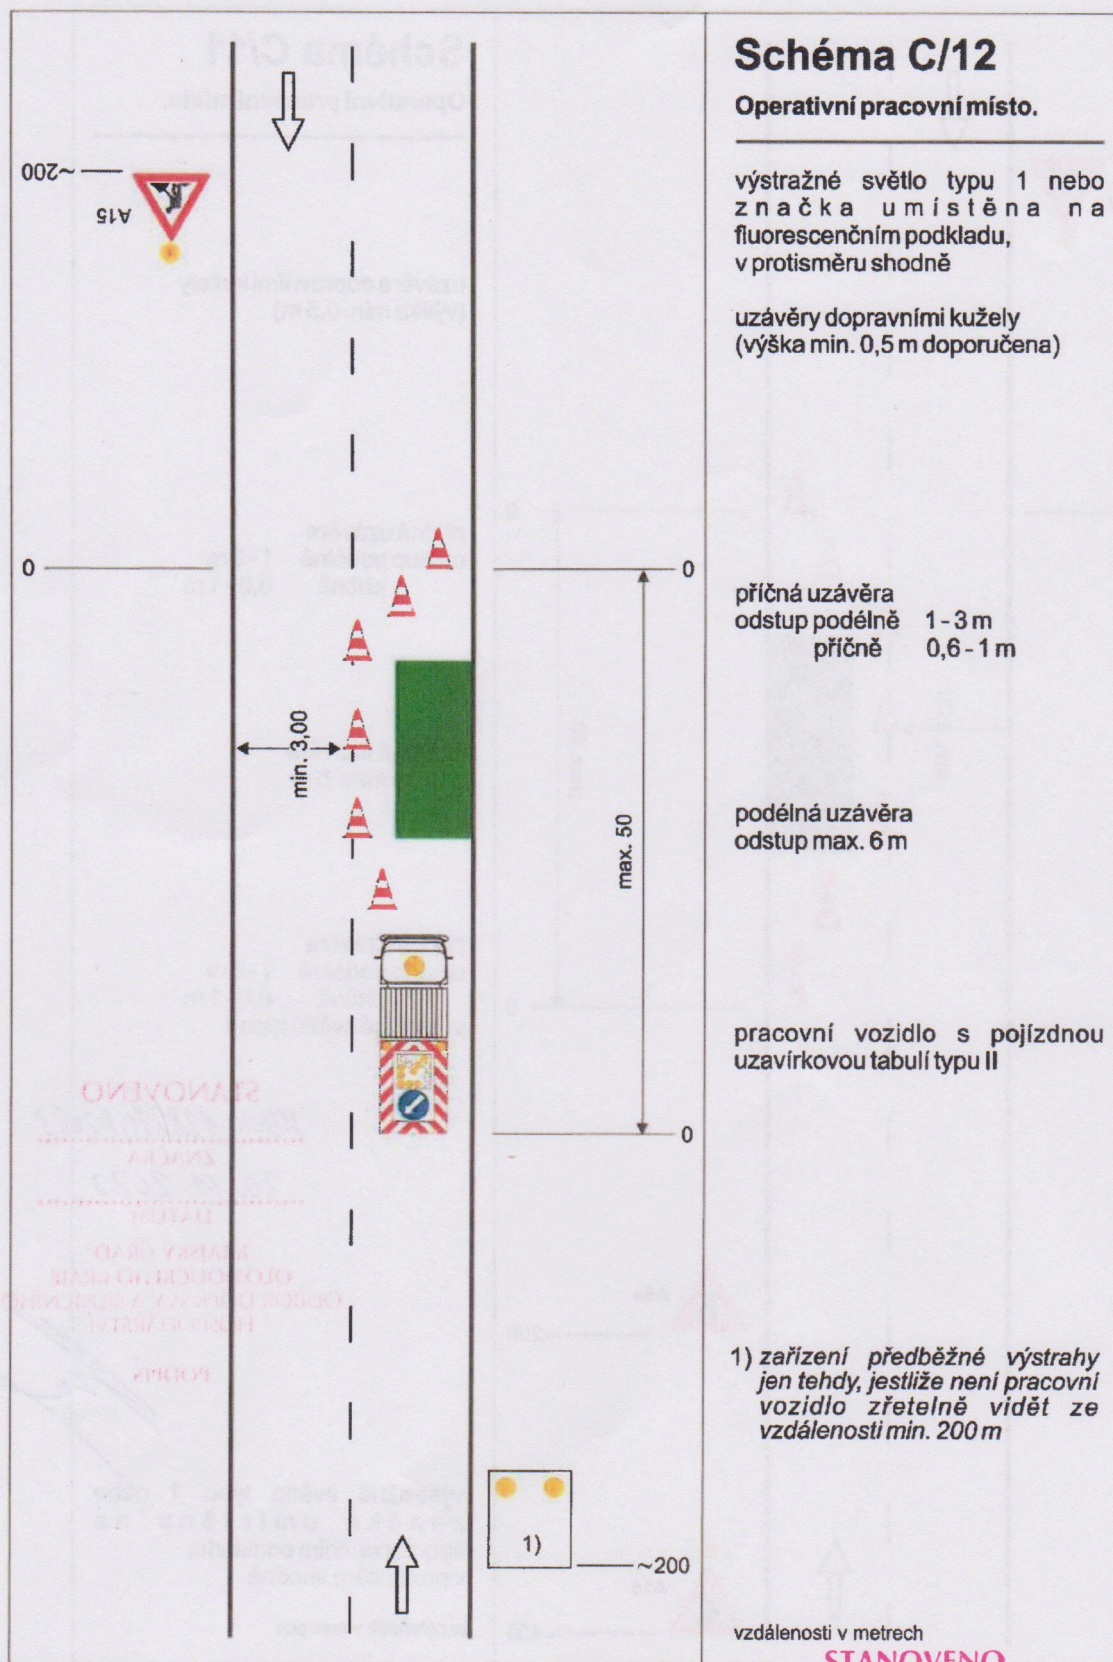 Schéma C/12
Operativní pracovní místo.
~200
A15
výstražné světlo typu 1 nebo
značka umístěna na
fluorescenčním podkladu,
v protisměru shodně
uzávěry dopravními kužely
(výška min. 0,5 m doporučena)
0
0
příčná uzávěra
odstup podélně 1 - 3 m
příčně 0,6 - 1 m
min. 3,00
max. 50
podélná uzávěra
odstup max. 6 m
pracovní vozidlo s pojízdnou
uzavírkovou tabulí typu II
0
1) zařízení předběžné výstrahy
jen tehdy, jestliže není pracovní
vozidlo zřetelně vidět ze
vzdálenosti min. 200 m
1)
~200
vzdálenosti v metrech
STANOVENO